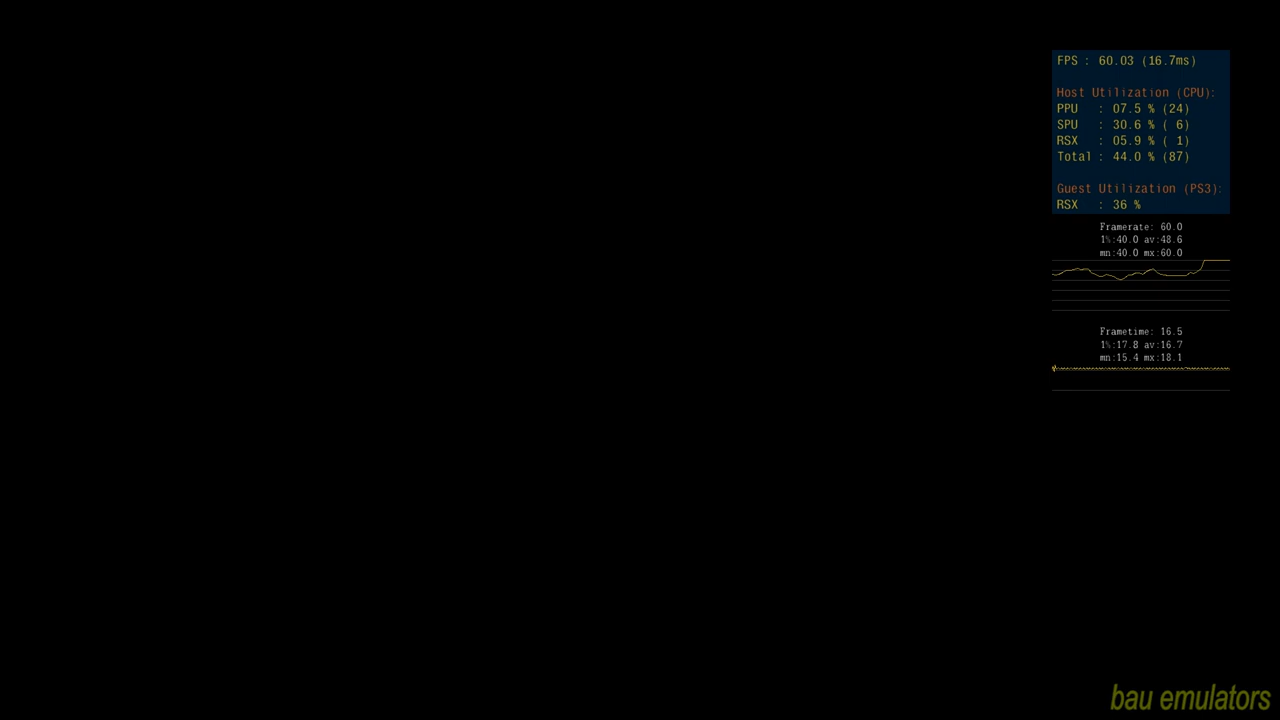 FPS : 60.03 (16.7ms)
Host Utilization (CPU):
PPU : 07.5 % (24)
SPU : 30.6 % ( 6)
RSX : 05.9 % ( 1)
Total : 44.0 % (87)
Guest Utilization (PS3):
RSX : 36 %
Framerate: 60.0
1%:40.0 av:48.6
mn:40.0 mx:60.0
Frametime: 16.5
1%:17.8 av:16.7
mn:15.4 mx:18.1
bau emulators